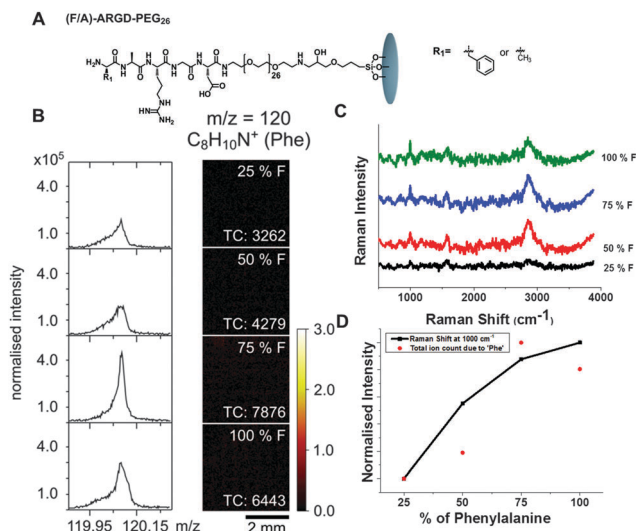 (F/A)-ARGD-PEG26
A
H2N
R1
O
H
N
N
H
O
HN
NH
NH2
O
OH
26
OH
Si
R1=
or
CH3
B
m/z = 120
C8H10N+ (Phe)
x10^5
4.0
1.0
4.0
1.0
4.0
1.0
4.0
1.0
normalised intensity
119.95 120.15 m/z
25 % F
TC: 3262
50 % F
TC: 4279
75 % F
TC: 7876
100 % F
TC: 6443
3.0
2.0
1.0
0.0
2 mm
C
Raman Intensity
100 % F
75 % F
50 % F
25 % F
1000 2000 3000 4000
Raman Shift (cm-1)
D
Raman Shift at 1000 cm-1
Total ion count due to 'Phe'
Normalised Intensity
25 50 75 100
% of Phenylalanine